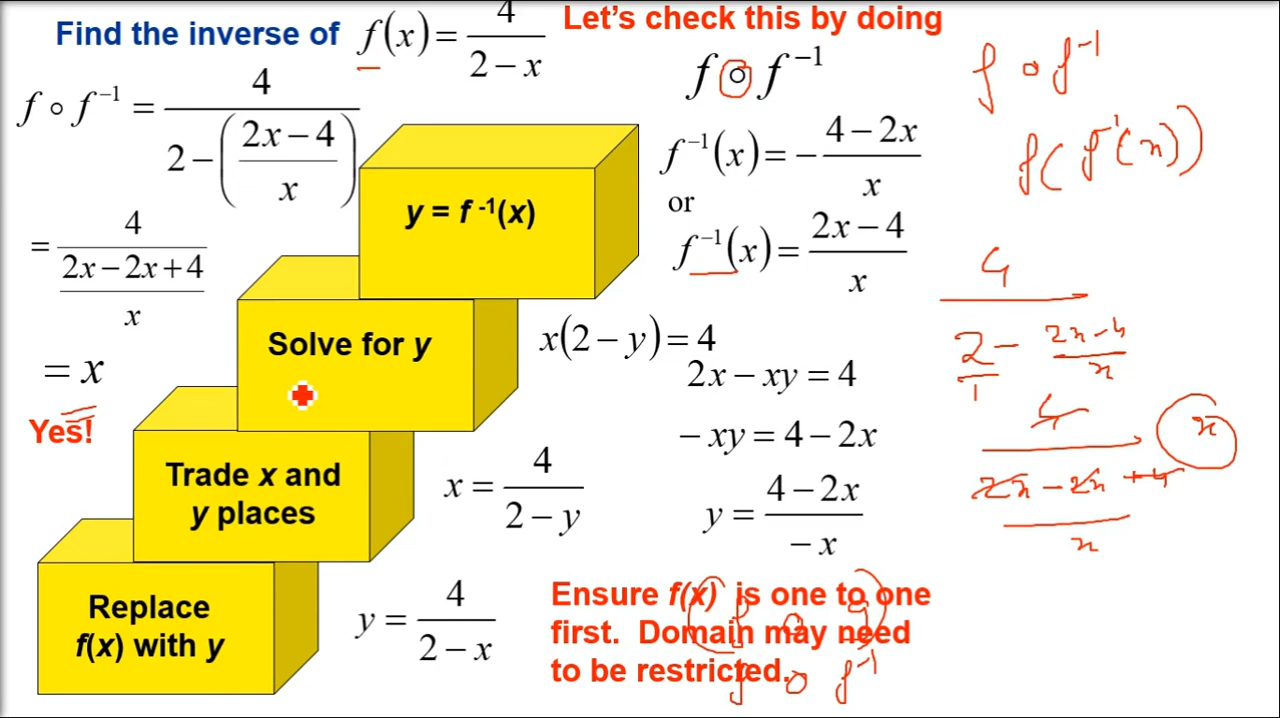 Find the inverse of f(x) = 4 / (2 − x)
Let's check this by doing
f ∘ f⁻¹
f ∘ f⁻¹ = 4 / (2 − ((2x − 4) / x))
= 4 / ((2x − 2x + 4) / x)
= x
Yes!
y = f⁻¹(x)
Solve for y
Trade x and
y places
Replace
f(x) with y
f⁻¹(x) = − (4 − 2x) / x
or
f⁻¹(x) = (2x − 4) / x
x(2 − y) = 4
2x − xy = 4
− xy = 4 − 2x
y = (4 − 2x) / − x
x = 4 / (2 − y)
y = 4 / (2 − x)
Ensure f(x) is one to one
first. Domain may need
to be restricted.
f ∘ f⁻¹
f(f⁻¹(x))
4 / (2/1 − (2x − 4) / x)
4 / ((2x − 2x + 4) / x)
x
f ∘ g
f ∘ f⁻¹